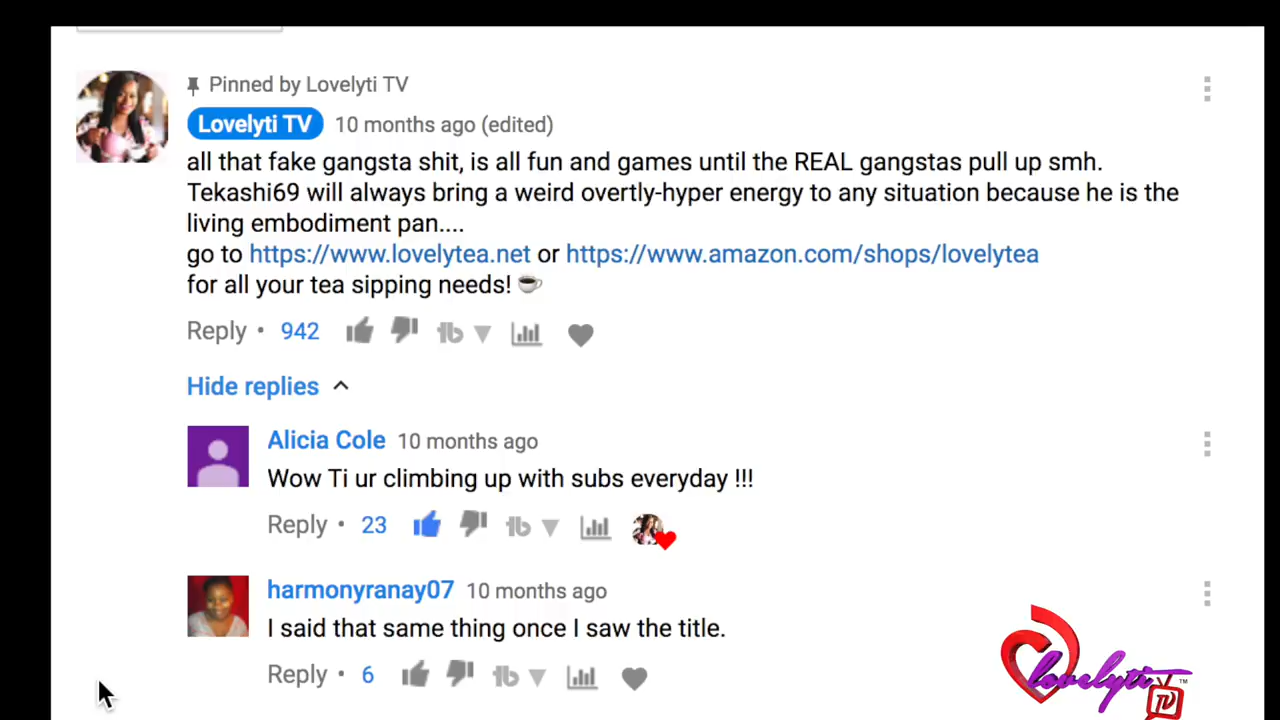 Pinned by Lovelyti TV
Lovelyti TV 10 months ago (edited)
all that fake gangsta shit, is all fun and games until the REAL gangstas pull up smh.
Tekashi69 will always bring a weird overtly-hyper energy to any situation because he is the
living embodiment pan....
go to https://www.lovelytea.net or https://www.amazon.com/shops/lovelytea
for all your tea sipping needs! ☕
Reply • 942
Hide replies
Alicia Cole 10 months ago
Wow Ti ur climbing up with subs everyday !!!
Reply • 23
harmonyranay07 10 months ago
I said that same thing once I saw the title.
Reply • 6
Lovelyti TV ™